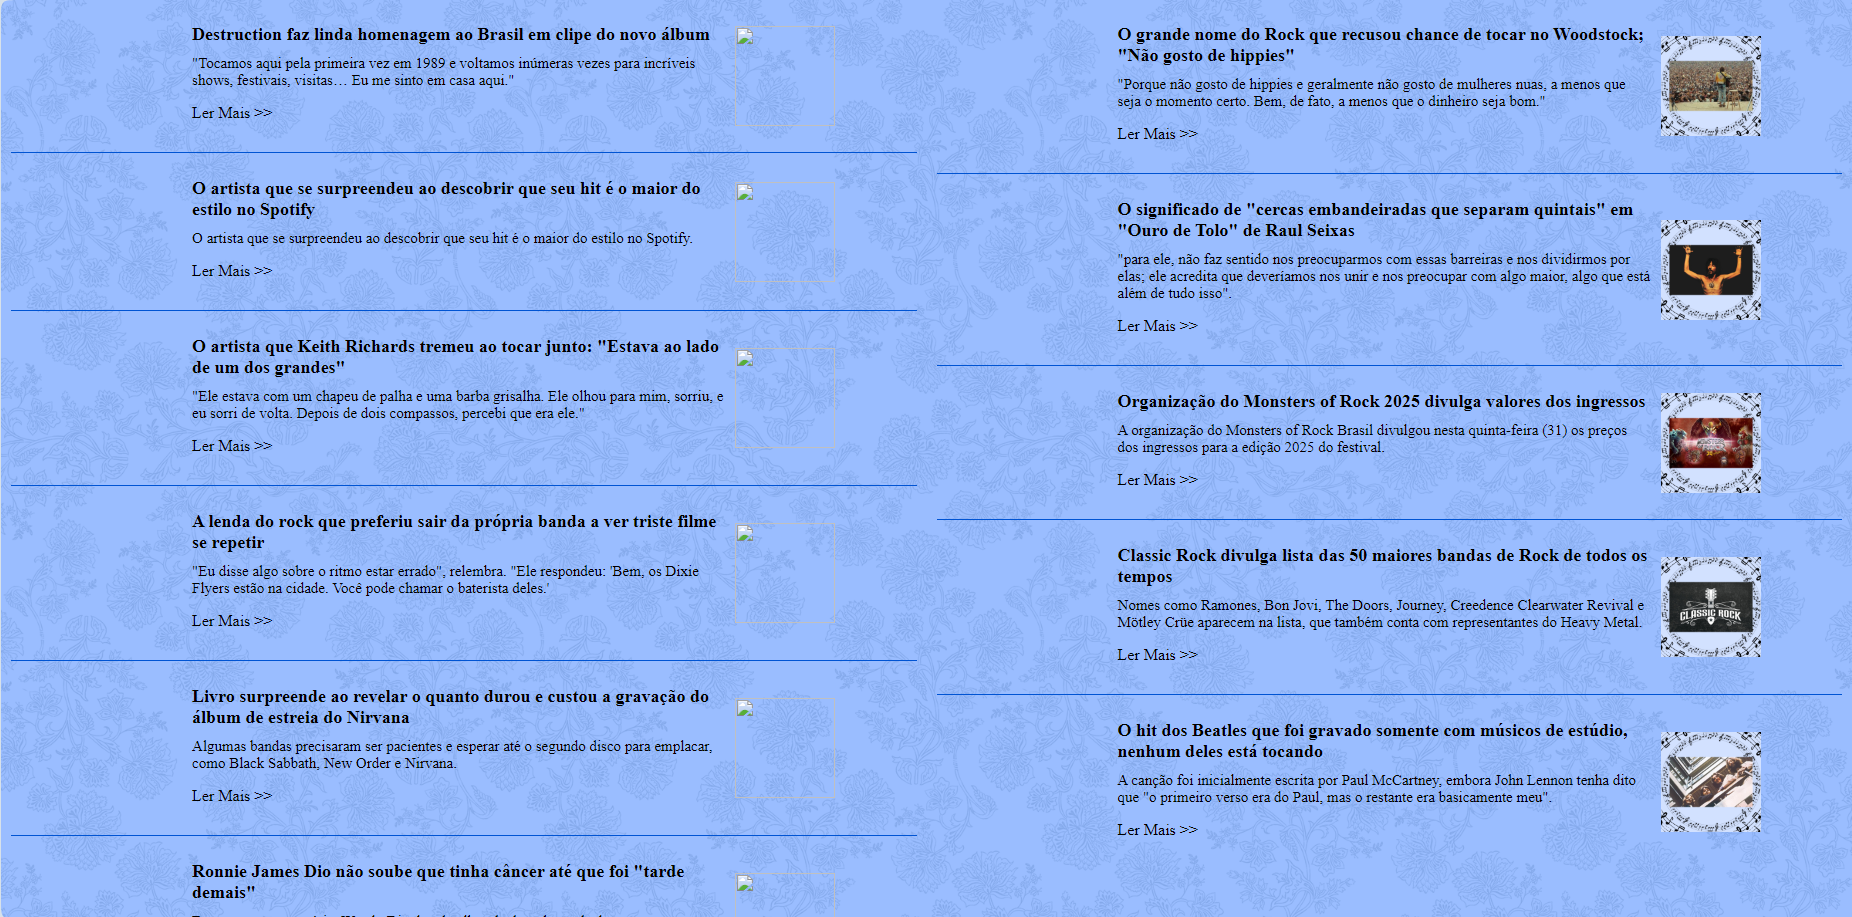 Destruction faz linda homenagem ao Brasil em clipe do novo álbum
"Tocamos aqui pela primeira vez em 1989 e voltamos inúmeras vezes para incríveis
shows, festivais, visitas… Eu me sinto em casa aqui."
Ler Mais >>
O artista que se surpreendeu ao descobrir que seu hit é o maior do
estilo no Spotify
O artista que se surpreendeu ao descobrir que seu hit é o maior do estilo no Spotify.
Ler Mais >>
O artista que Keith Richards tremeu ao tocar junto: "Estava ao lado
de um dos grandes"
"Ele estava com um chapeu de palha e uma barba grisalha. Ele olhou para mim, sorriu, e
eu sorri de volta. Depois de dois compassos, percebi que era ele."
Ler Mais >>
A lenda do rock que preferiu sair da própria banda a ver triste filme
se repetir
"Eu disse algo sobre o ritmo estar errado", relembra. "Ele respondeu: 'Bem, os Dixie
Flyers estão na cidade. Você pode chamar o baterista deles.'
Ler Mais >>
Livro surpreende ao revelar o quanto durou e custou a gravação do
álbum de estreia do Nirvana
Algumas bandas precisaram ser pacientes e esperar até o segundo disco para emplacar,
como Black Sabbath, New Order e Nirvana.
Ler Mais >>
Ronnie James Dio não soube que tinha câncer até que foi "tarde
demais"
O grande nome do Rock que recusou chance de tocar no Woodstock;
"Não gosto de hippies"
"Porque não gosto de hippies e geralmente não gosto de mulheres nuas, a menos que
seja o momento certo. Bem, de fato, a menos que o dinheiro seja bom."
Ler Mais >>
O significado de "cercas embandeiradas que separam quintais" em
"Ouro de Tolo" de Raul Seixas
"para ele, não faz sentido nos preocuparmos com essas barreiras e nos dividirmos por
elas; ele acredita que deveríamos nos unir e nos preocupar com algo maior, algo que está
além de tudo isso".
Ler Mais >>
Organização do Monsters of Rock 2025 divulga valores dos ingressos
A organização do Monsters of Rock Brasil divulgou nesta quinta-feira (31) os preços
dos ingressos para a edição 2025 do festival.
Ler Mais >>
Classic Rock divulga lista das 50 maiores bandas de Rock de todos os
tempos
Nomes como Ramones, Bon Jovi, The Doors, Journey, Creedence Clearwater Revival e
Mötley Crüe aparecem na lista, que também conta com representantes do Heavy Metal.
CLASSIC ROCK
Ler Mais >>
O hit dos Beatles que foi gravado somente com músicos de estúdio,
nenhum deles está tocando
A canção foi inicialmente escrita por Paul McCartney, embora John Lennon tenha dito
que "o primeiro verso era do Paul, mas o restante era basicamente meu".
Ler Mais >>